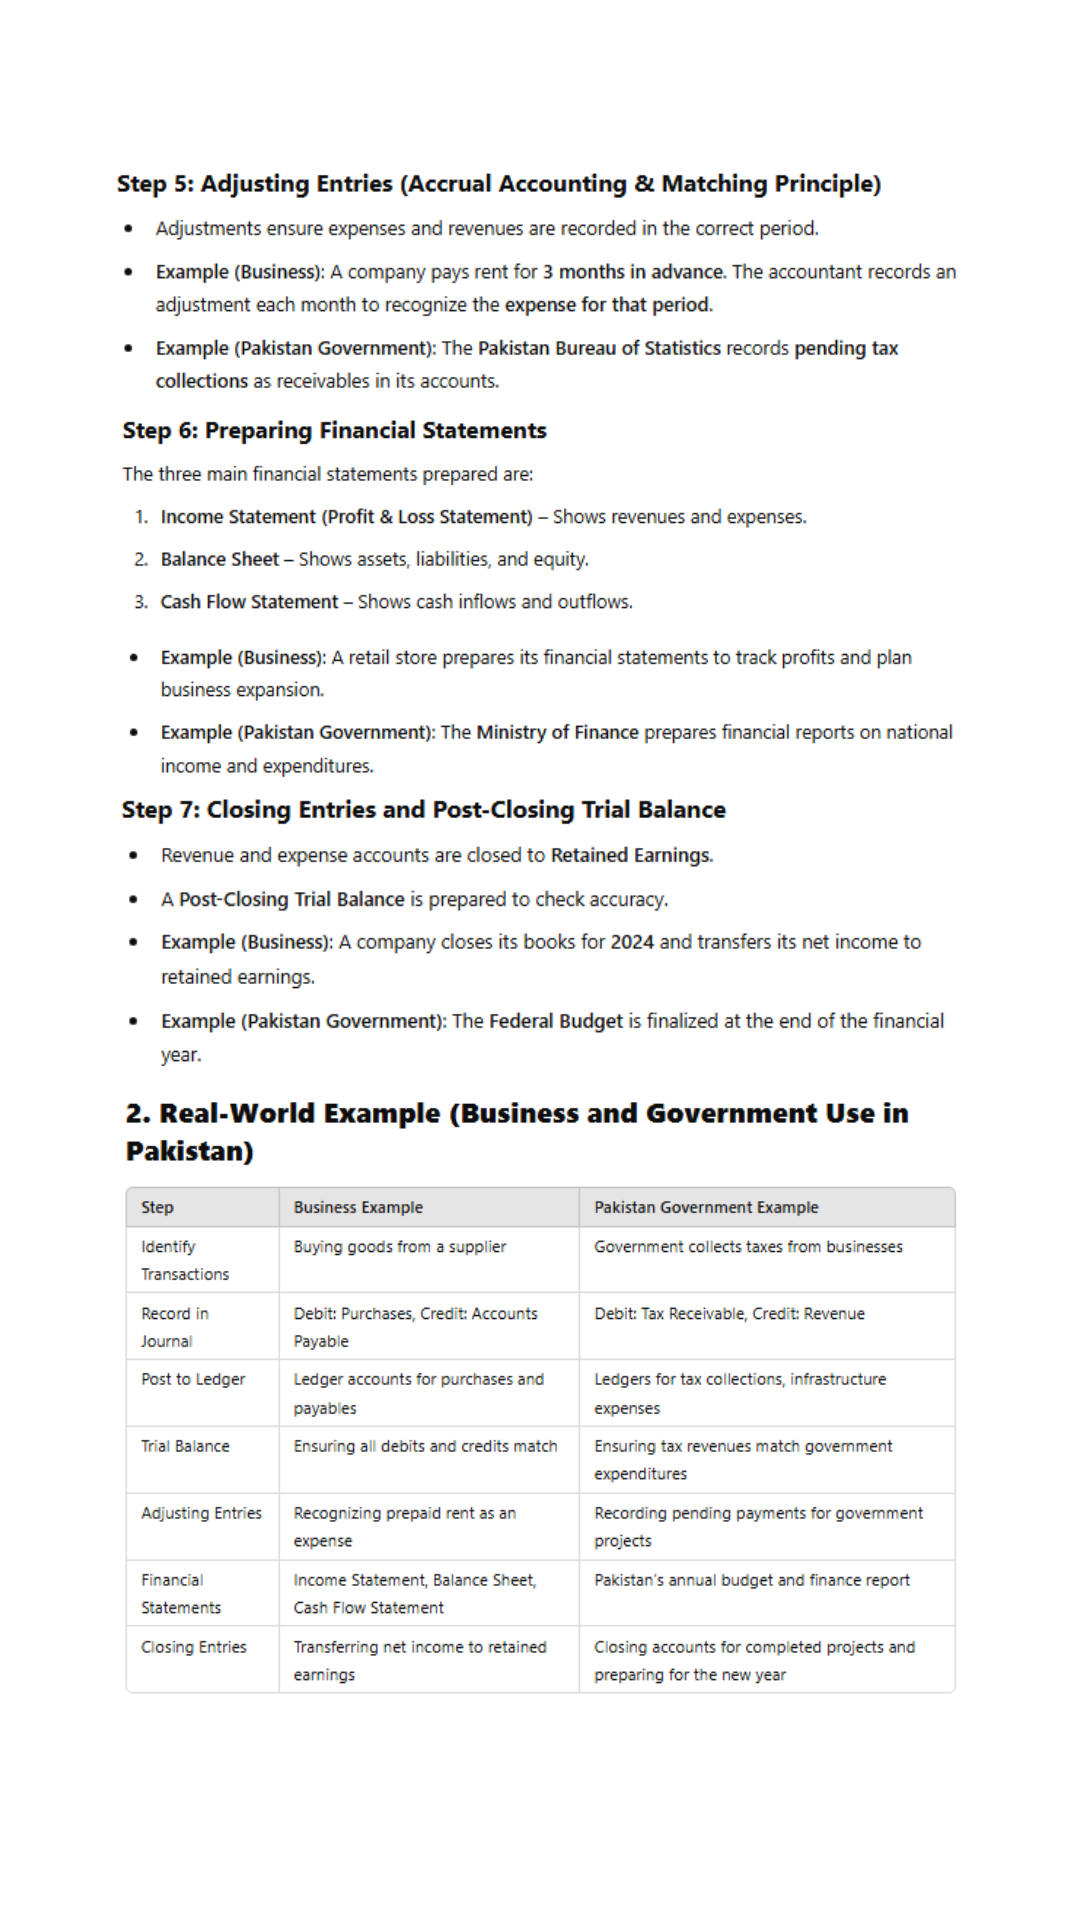 Step 5: Adjusting Entries (Accrual Accounting & Matching Principle)
• Adjustments ensure expenses and revenues are recorded in the correct period.
• Example (Business): A company pays rent for 3 months in advance. The accountant records an
adjustment each month to recognize the expense for that period.
• Example (Pakistan Government): The Pakistan Bureau of Statistics records pending tax
collections as receivables in its accounts.
Step 6: Preparing Financial Statements
The three main financial statements prepared are:
1. Income Statement (Profit & Loss Statement) – Shows revenues and expenses.
2. Balance Sheet – Shows assets, liabilities, and equity.
3. Cash Flow Statement – Shows cash inflows and outflows.
• Example (Business): A retail store prepares its financial statements to track profits and plan
business expansion.
• Example (Pakistan Government): The Ministry of Finance prepares financial reports on national
income and expenditures.
Step 7: Closing Entries and Post-Closing Trial Balance
• Revenue and expense accounts are closed to Retained Earnings.
• A Post-Closing Trial Balance is prepared to check accuracy.
• Example (Business): A company closes its books for 2024 and transfers its net income to
retained earnings.
• Example (Pakistan Government): The Federal Budget is finalized at the end of the financial
year.
2. Real-World Example (Business and Government Use in
Pakistan)
Step Business Example Pakistan Government Example
Identify
Transactions
Buying goods from a supplier
Government collects taxes from businesses
Record in
Journal
Debit: Purchases, Credit: Accounts
Payable
Debit: Tax Receivable, Credit: Revenue
Post to Ledger
Ledger accounts for purchases and
payables
Ledgers for tax collections, infrastructure
expenses
Trial Balance
Ensuring all debits and credits match
Ensuring tax revenues match government
expenditures
Adjusting Entries
Recognizing prepaid rent as an
expense
Recording pending payments for government
projects
Financial
Statements
Income Statement, Balance Sheet,
Cash Flow Statement
Pakistan's annual budget and finance report
Closing Entries
Transferring net income to retained
earnings
Closing accounts for completed projects and
preparing for the new year